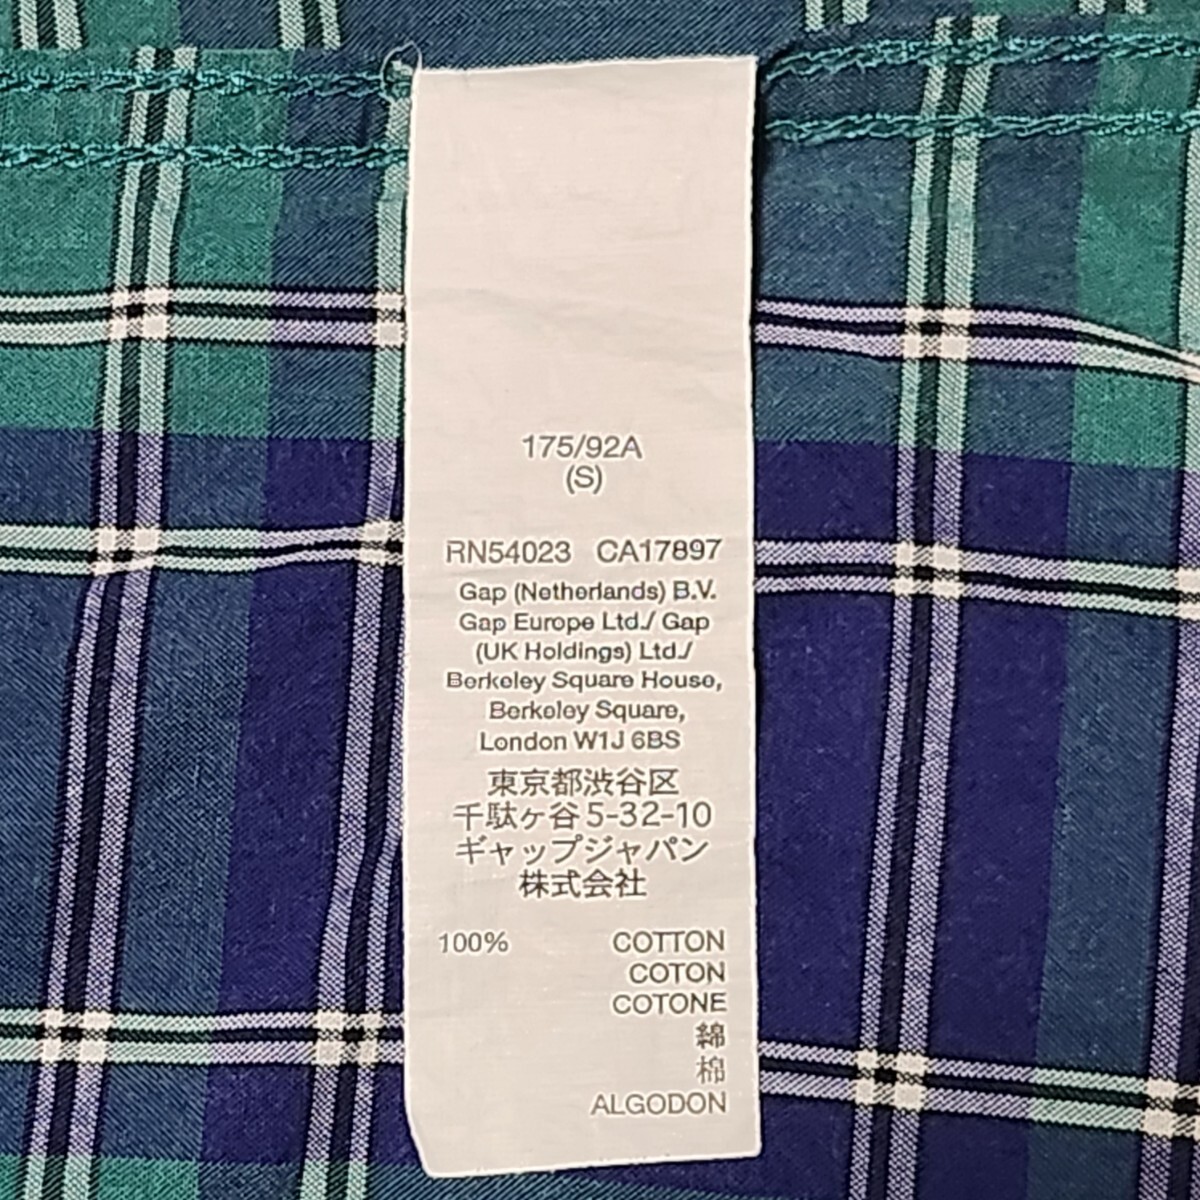 175/92A
(S)
RN54023 CA17897
Gap (Netherlands) B.V.
Gap Europe Ltd./ Gap
(UK Holdings) Ltd./
Berkeley Square House,
Berkeley Square,
London W1J 6BS
東京都渋谷区
千駄ヶ谷5-32-10
ギャップジャパン
株式会社
100% COTTON
COTON
COTONE
綿
棉
ALGODON